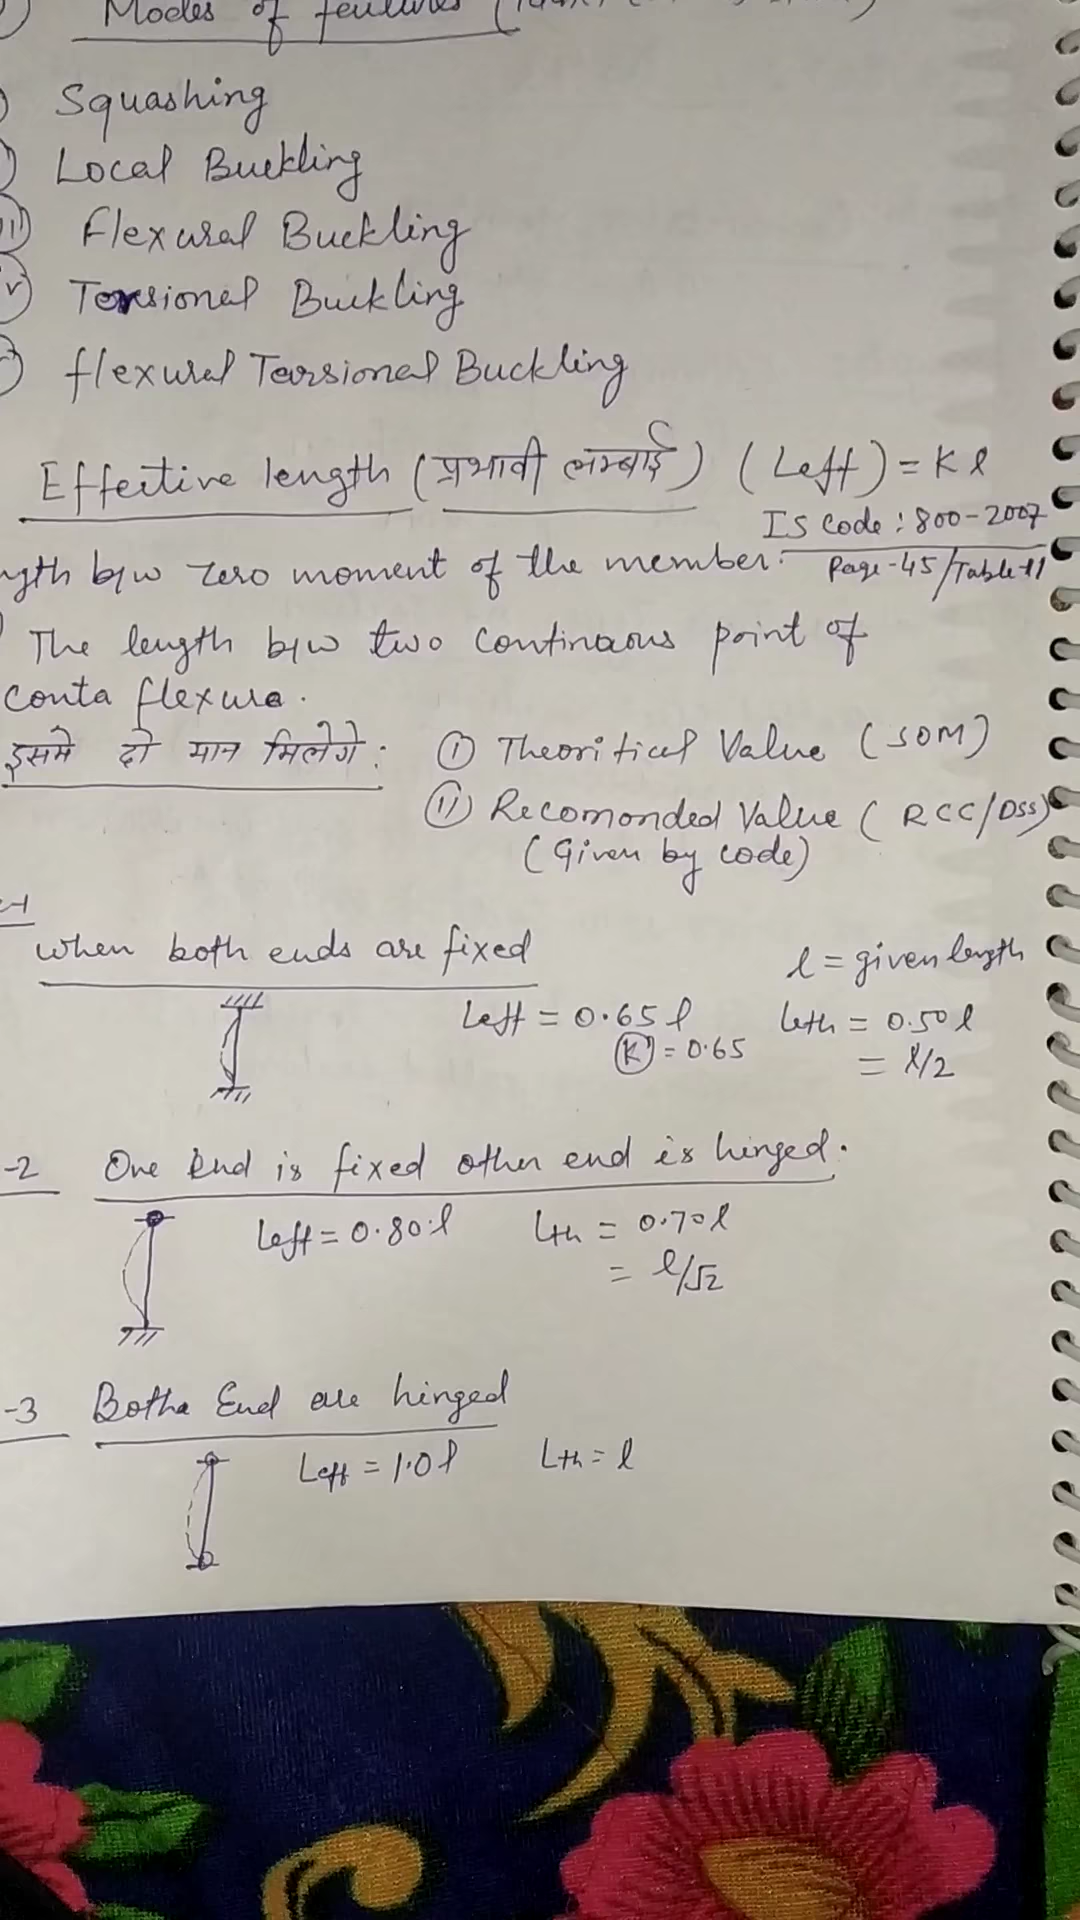 Modes of
Squashing
Local Buckling
Flexural Buckling
Torsional Buckling
flexural Torsional Buckling
Effective length (प्रभावी लम्बाई) (Leff) = K l
IS Code : 800-2007
Page-45/Table-11
b/w zero moment of the member.
The length b/w two continuous point of
conta flexure.
इसमे दो मान मिलेगे : (i) Theoritical Value (SOM)
(ii) Recomonded Value (RCC/DSS)
(Given by code)
when both ends are fixed
l = given length
Leff = 0.65 l    Leth = 0.50 l
K = 0.65    = l/2
-2 One End is fixed other end is hinged.
Leff = 0.80 l    Lth = 0.70 l
= l/√2
-3 Bothe End are hinged
Leff = 1.0 l    Lth = l